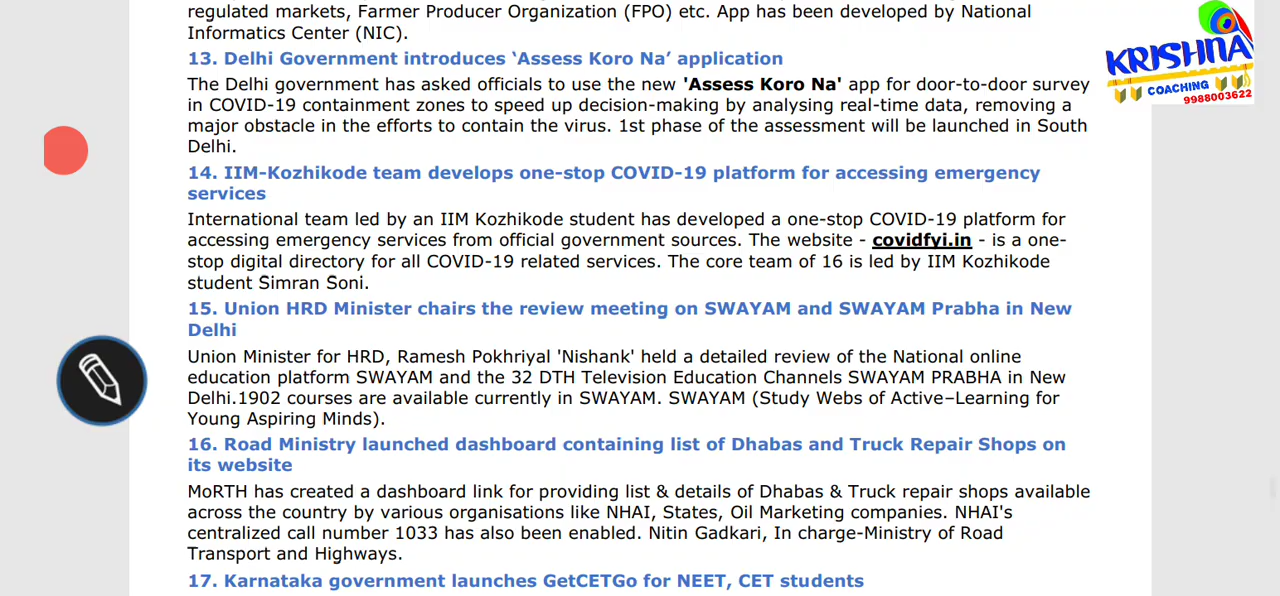 regulated markets, Farmer Producer Organization (FPO) etc. App has been developed by National
Informatics Center (NIC).
13. Delhi Government introduces ‘Assess Koro Na’ application
The Delhi government has asked officials to use the new 'Assess Koro Na' app for door-to-door survey
in COVID-19 containment zones to speed up decision-making by analysing real-time data, removing a
major obstacle in the efforts to contain the virus. 1st phase of the assessment will be launched in South
Delhi.
14. IIM-Kozhikode team develops one-stop COVID-19 platform for accessing emergency
services
International team led by an IIM Kozhikode student has developed a one-stop COVID-19 platform for
accessing emergency services from official government sources. The website - covidfyi.in - is a one-
stop digital directory for all COVID-19 related services. The core team of 16 is led by IIM Kozhikode
student Simran Soni.
15. Union HRD Minister chairs the review meeting on SWAYAM and SWAYAM Prabha in New
Delhi
Union Minister for HRD, Ramesh Pokhriyal 'Nishank' held a detailed review of the National online
education platform SWAYAM and the 32 DTH Television Education Channels SWAYAM PRABHA in New
Delhi.1902 courses are available currently in SWAYAM. SWAYAM (Study Webs of Active–Learning for
Young Aspiring Minds).
16. Road Ministry launched dashboard containing list of Dhabas and Truck Repair Shops on
its website
MoRTH has created a dashboard link for providing list & details of Dhabas & Truck repair shops available
across the country by various organisations like NHAI, States, Oil Marketing companies. NHAI's
centralized call number 1033 has also been enabled. Nitin Gadkari, In charge-Ministry of Road
Transport and Highways.
17. Karnataka government launches GetCETGo for NEET, CET students
KRISHNA
COACHING
9988003622